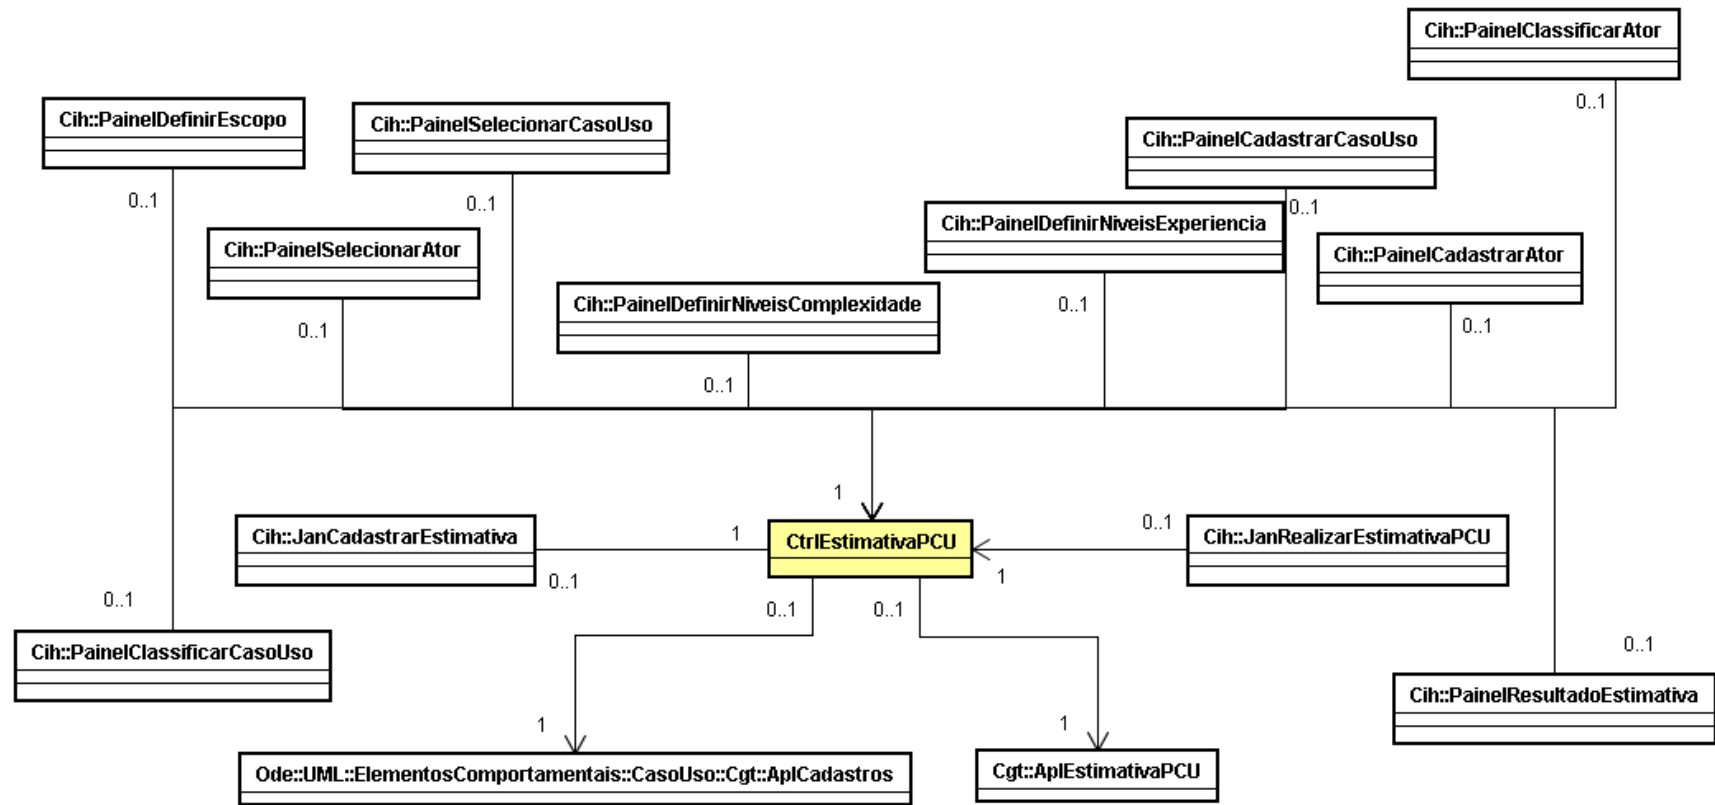 Cih::PainelClassificarAtor
0..1
Cih::PainelDefinirEscopo
0..1
Cih::PainelSelecionarCasoUso
0..1
Cih::PainelCadastrarCasoUso
0..1
Cih::PainelDefinirNiveisExperiencia
0..1
Cih::PainelSelecionarAtor
0..1
Cih::PainelCadastrarAtor
0..1
Cih::PainelDefinirNiveisComplexidade
0..1
1
Cih::JanCadastrarEstimativa
1
0..1
CtrlEstimativaPCU
0..1
1
Cih::JanRealizarEstimativaPCU
0..1
0..1
0..1
Cih::PainelClassificarCasoUso
0..1
Cih::PainelResultadoEstimativa
1
1
Ode::UML::ElementosComportamentais::CasoUso::Cgt::AplCadastros
Cgt::AplEstimativaPCU